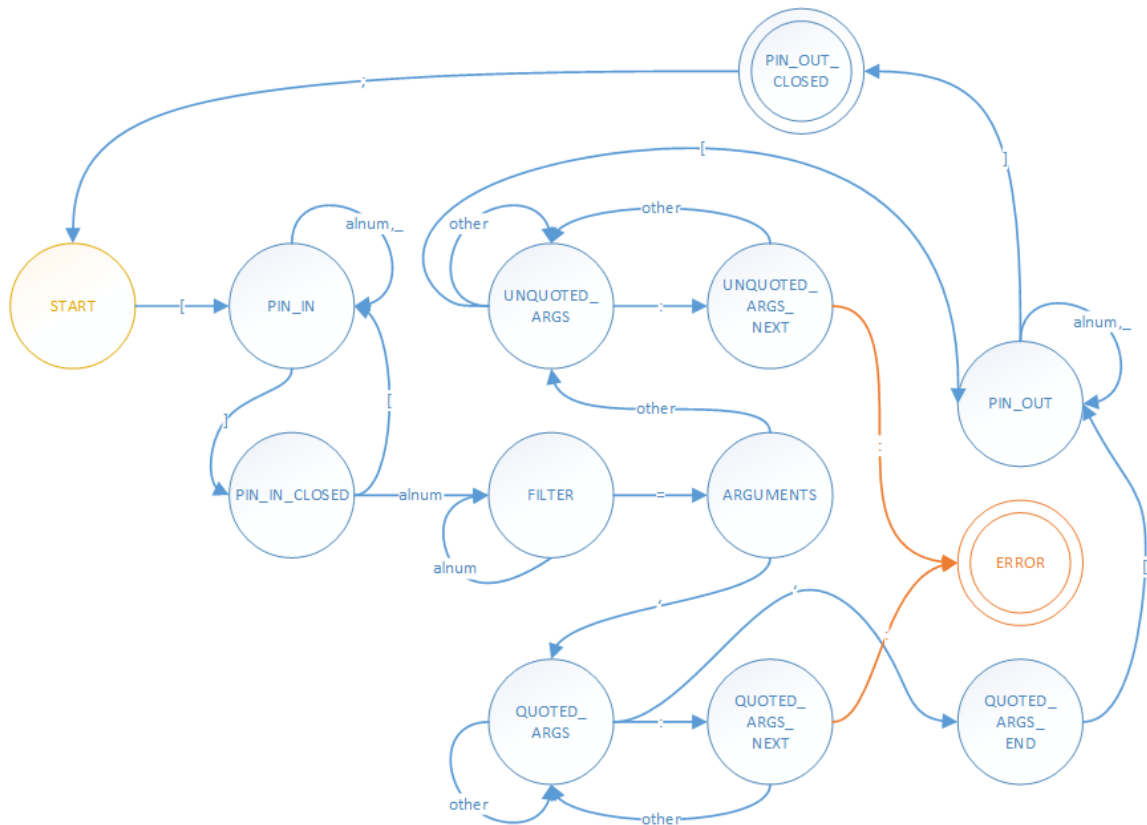 PIN_OUT_
CLOSED
;
[
]
alnum,_
other
other
START
[
PIN_IN
UNQUOTED_
ARGS
:
UNQUOTED_
ARGS_
NEXT
alnum,_
PIN_OUT
]
[
other
:
PIN_IN_CLOSED
alnum
FILTER
=
ARGUMENTS
alnum
ERROR
[
‘
‘
:
QUOTED_
ARGS
:
QUOTED_
ARGS_
NEXT
QUOTED_
ARGS_
END
other
other